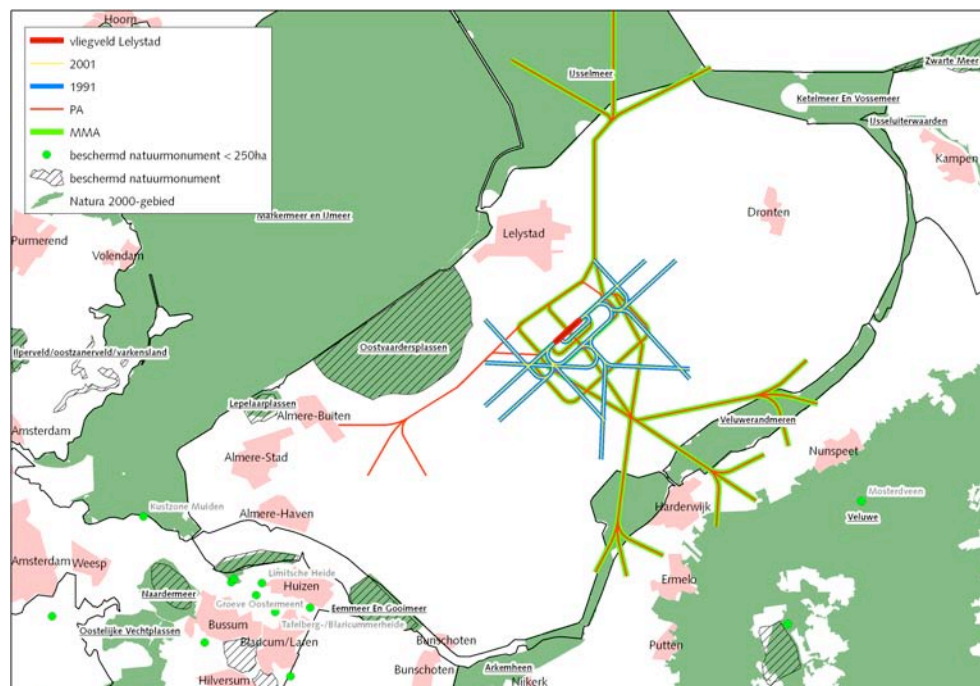 Hoorn
vliegveld Lelystad
2001
1991
PA
MMA
beschermd natuurmonument < 250ha
beschermd natuurmonument
Natura 2000-gebied
IJsselmeer
Zwarte Meer
Ketelmeer En Vossemeer
IJsseluiterwaarden
Kampen
Markermeer en IJmeer
Dronten
Lelystad
Purmerend
Volendam
Oostvaardersplassen
Ilperveld/oostzanerveld/varkensland
Lepelaarplassen
Almere-Buiten
Veluwerandmeren
Amsterdam
Almere-Stad
Nunspeet
Mosterdveen
Veluwe
Kustzone Muiden
Almere-Haven
Harderwijk
Amsterdam
Weesp
Limitsche Heide
Huizen
Ermelo
Naardermeer
Groeve Oostermeent
Eemmeer En Gooimeer
Oostelijke Vechtplassen
Bussum
Tafelberg-/Blaricummerheide
Blaricum/Laren
Bunschoten
Putten
Bunschoten
Arkemheen
Hilversum
Nijkerk